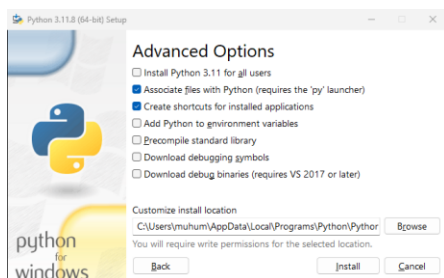 Python 3.11.8 (64-bit) Setup
Advanced Options
Install Python 3.11 for all users
Associate files with Python (requires the 'py' launcher)
Create shortcuts for installed applications
Add Python to environment variables
Precompile standard library
Download debugging symbols
Download debug binaries (requires VS 2017 or later)
Customize install location
C:\Users\muhum\AppData\Local\Programs\Python\Pythor Browse
You will require write permissions for the selected location.
python
for
windows
Back Install Cancel